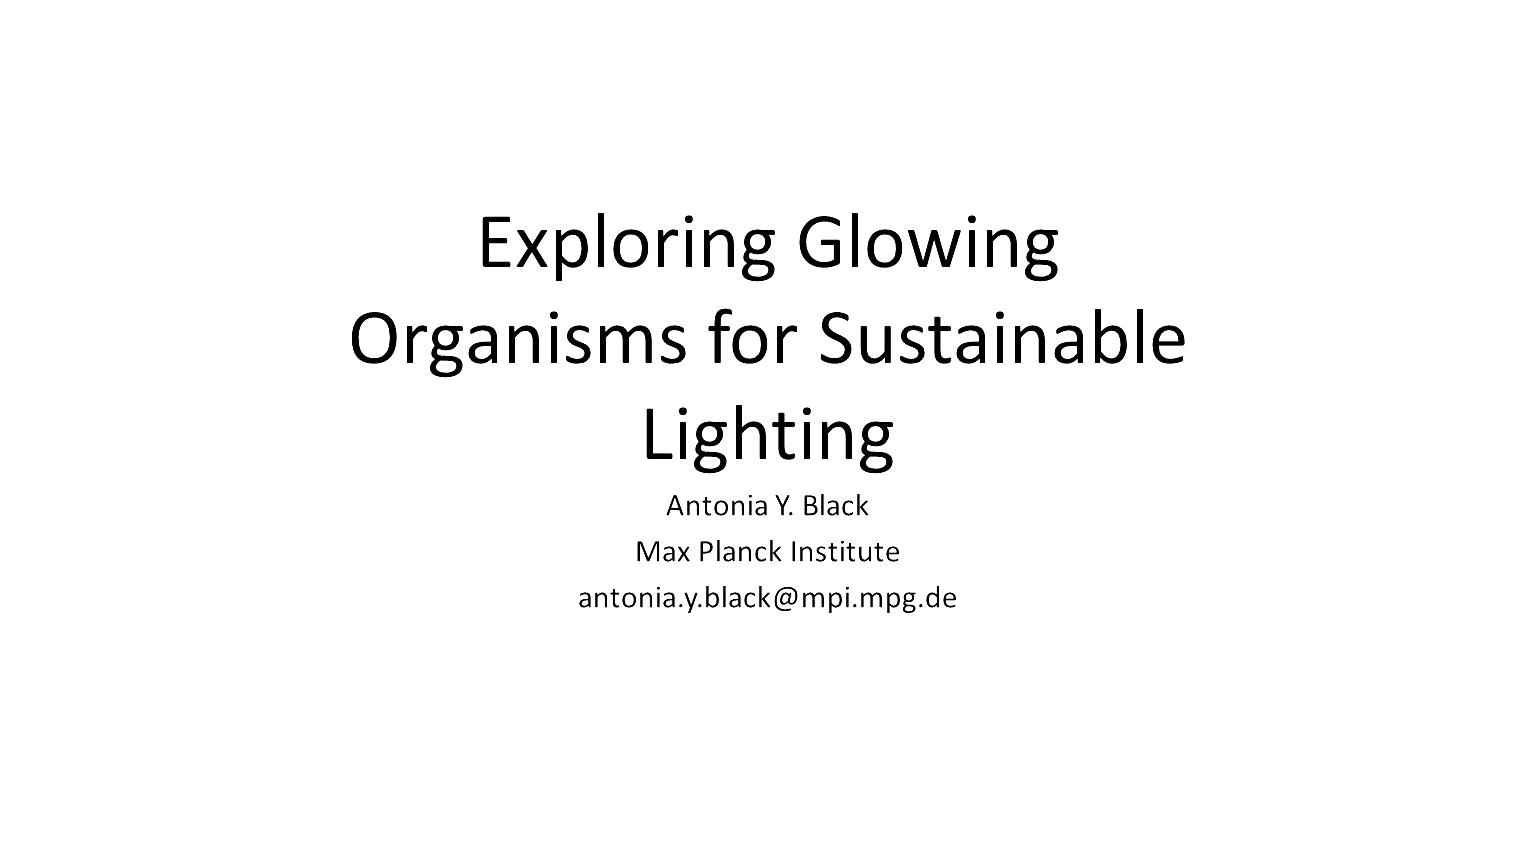 Exploring Glowing
Organisms for Sustainable
Lighting
Antonia Y. Black
Max Planck Institute
antonia.y.black@mpi.mpg.de